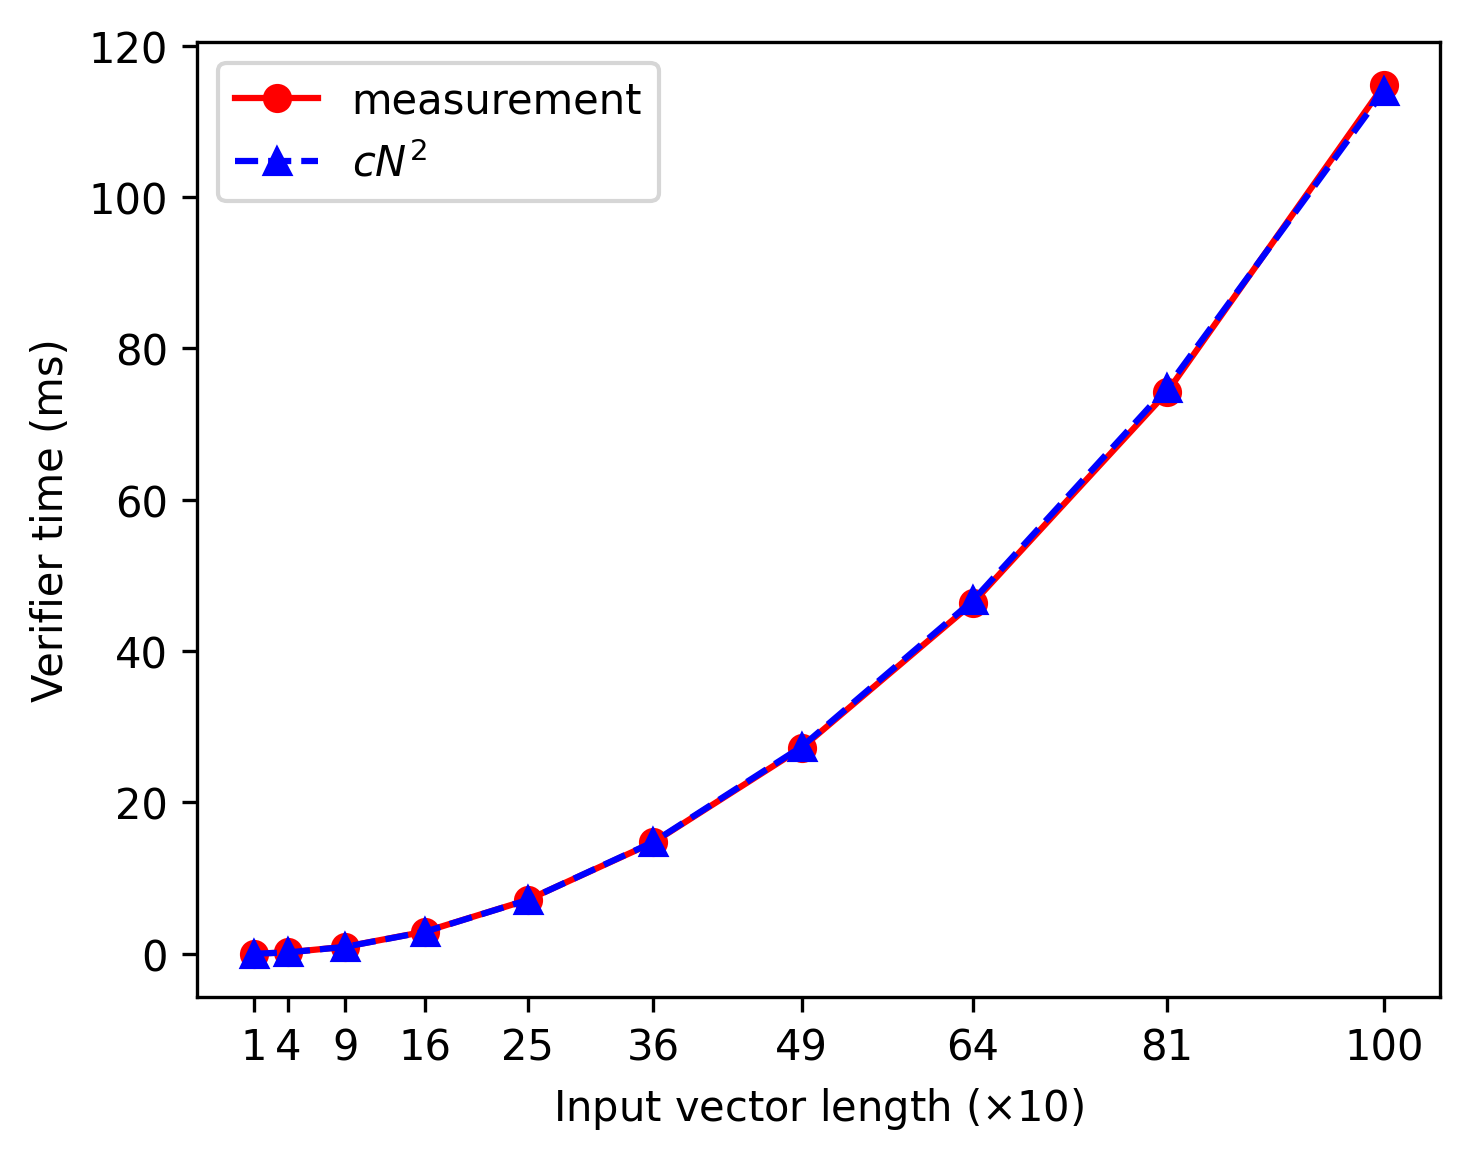 120
100
80
60
40
20
0
Verifier time (ms)
measurement
cN²
1 4 9 16 25 36 49 64 81 100
Input vector length (×10)